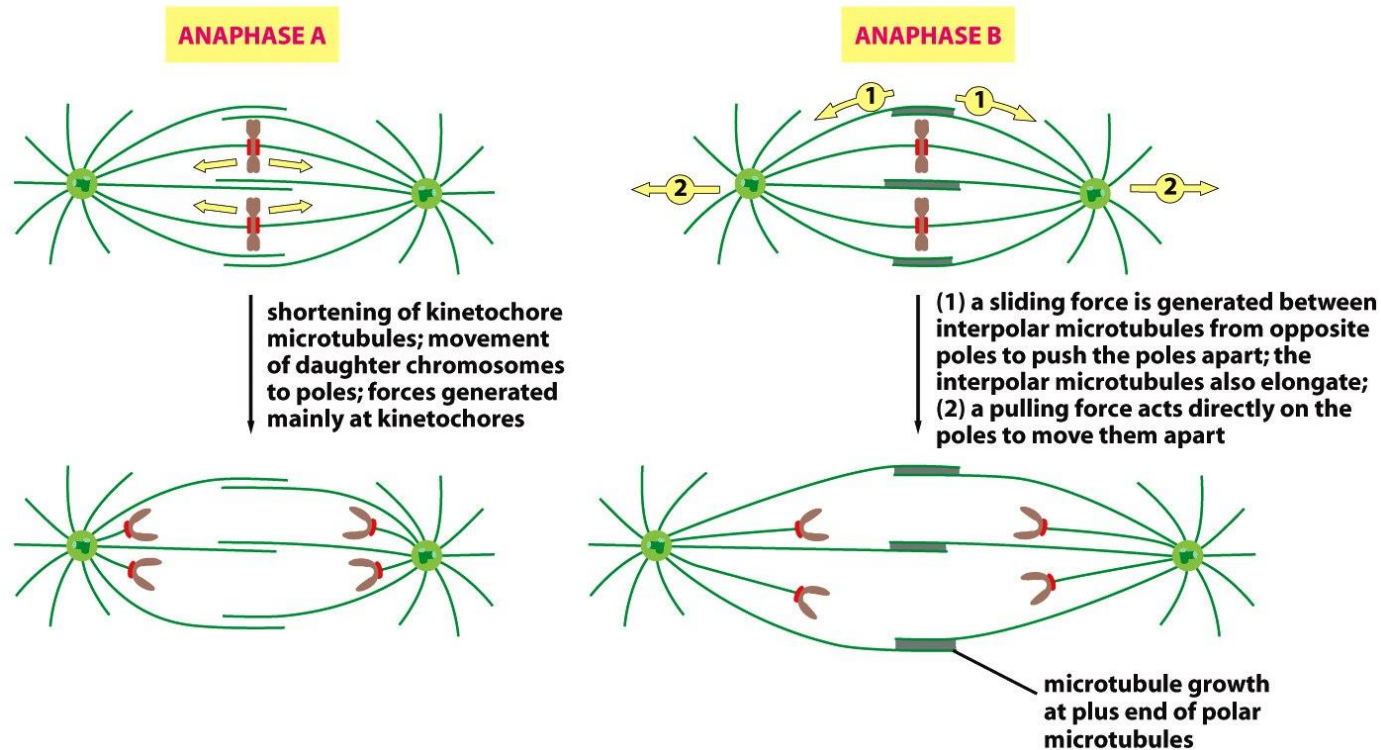 ANAPHASE A
shortening of kinetochore
microtubules; movement
of daughter chromosomes
to poles; forces generated
mainly at kinetochores
ANAPHASE B
1
1
2
2
(1) a sliding force is generated between
interpolar microtubules from opposite
poles to push the poles apart; the
interpolar microtubules also elongate;
(2) a pulling force acts directly on the
poles to move them apart
microtubule growth
at plus end of polar
microtubules